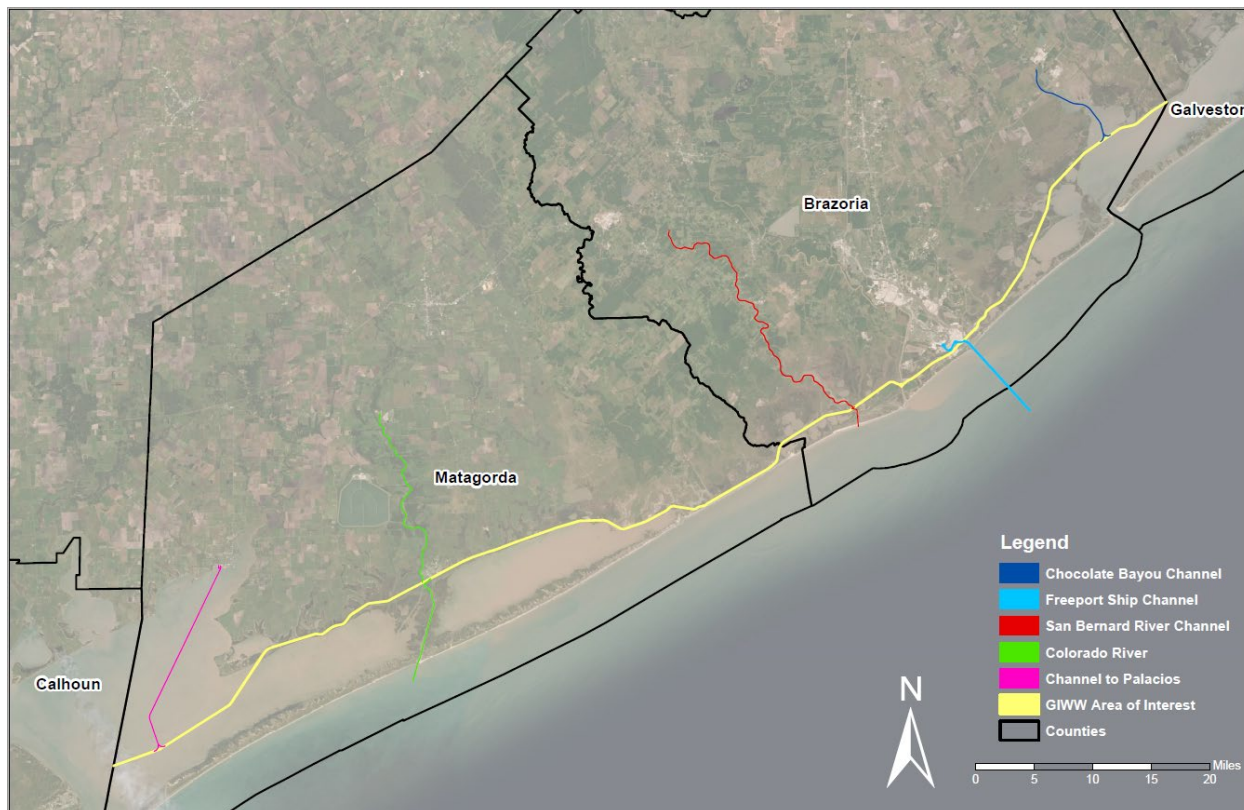 Galveston
Brazoria
Matagorda
Calhoun
Legend
Chocolate Bayou Channel
Freeport Ship Channel
San Bernard River Channel
Colorado River
Channel to Palacios
GIWW Area of Interest
Counties
N
Miles
0 5 10 15 20